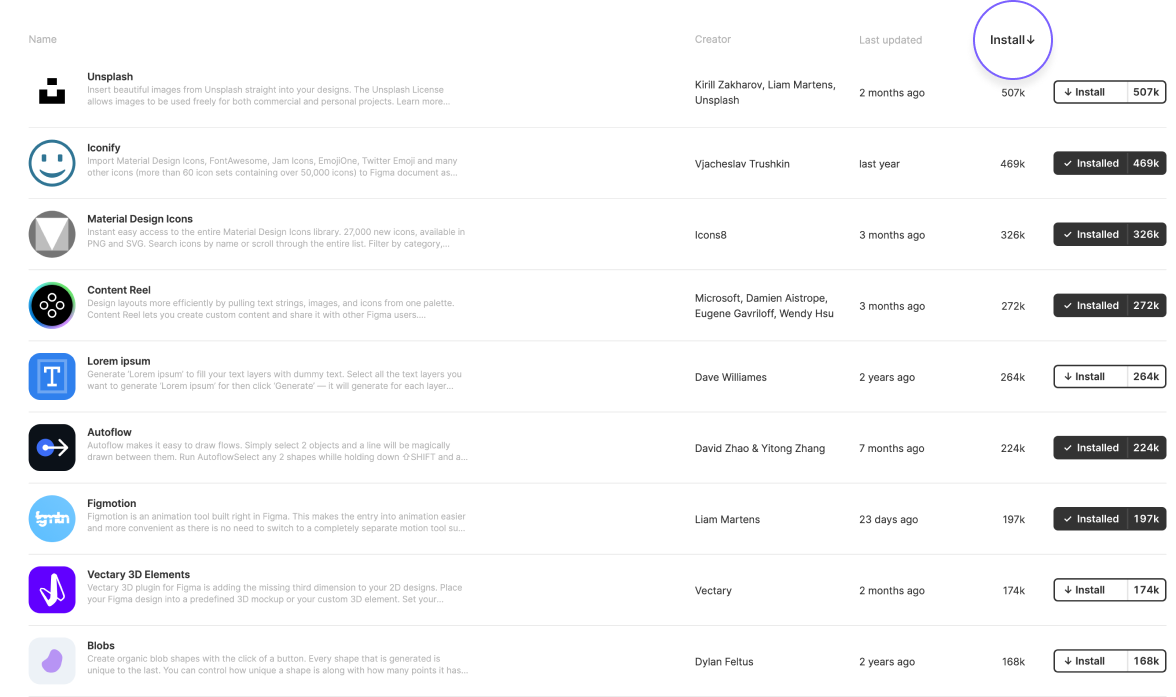 Name Creator Last updated Install↓
Unsplash
Insert beautiful images from Unsplash straight into your designs. The Unsplash License
allows images to be used freely for both commercial and personal projects. Learn more...
Kirill Zakharov, Liam Martens,
Unsplash
2 months ago 507k ↓ Install 507k
Iconify
Import Material Design Icons, FontAwesome, Jam Icons, EmojiOne, Twitter Emoji and many
other icons (more than 60 icon sets containing over 50,000 icons) to Figma document as...
Vjacheslav Trushkin last year 469k ✓ Installed 469k
Material Design Icons
Instant easy access to the entire Material Design Icons library. 27,000 new icons, available in
PNG and SVG. Search icons by name or scroll through the entire list. Filter by category,...
Icons8 3 months ago 326k ✓ Installed 326k
Content Reel
Design layouts more efficiently by pulling text strings, images, and icons from one palette.
Content Reel lets you create custom content and share it with other Figma users....
Microsoft, Damien Aistrope,
Eugene Gavriloff, Wendy Hsu
3 months ago 272k ✓ Installed 272k
T
Lorem ipsum
Generate 'Lorem ipsum' to fill your text layers with dummy text. Select all the text layers you
want to generate 'Lorem ipsum' for then click 'Generate' — it will generate for each layer...
Dave Williames 2 years ago 264k ↓ Install 264k
Autoflow
Autoflow makes it easy to draw flows. Simply select 2 objects and a line will be magically
drawn between them. Run AutoflowSelect any 2 shapes whille holding down ⇧SHIFT and a...
David Zhao & Yitong Zhang 7 months ago 224k ✓ Installed 224k
fgmtn
Figmotion
Figmotion is an animation tool built right in Figma. This makes the entry into animation easier
and more convenient as there is no need to switch to a completely separate motion tool su...
Liam Martens 23 days ago 197k ✓ Installed 197k
Vectary 3D Elements
Vectary 3D plugin for Figma is adding the missing third dimension to your 2D designs. Place
your Figma design into a predefined 3D mockup or your custom 3D element. Set your...
Vectary 2 months ago 174k ↓ Install 174k
Blobs
Create organic blob shapes with the click of a button. Every shape that is generated is
unique to the last. You can control how unique a shape is along with how many points it has...
Dylan Feltus 2 years ago 168k ↓ Install 168k